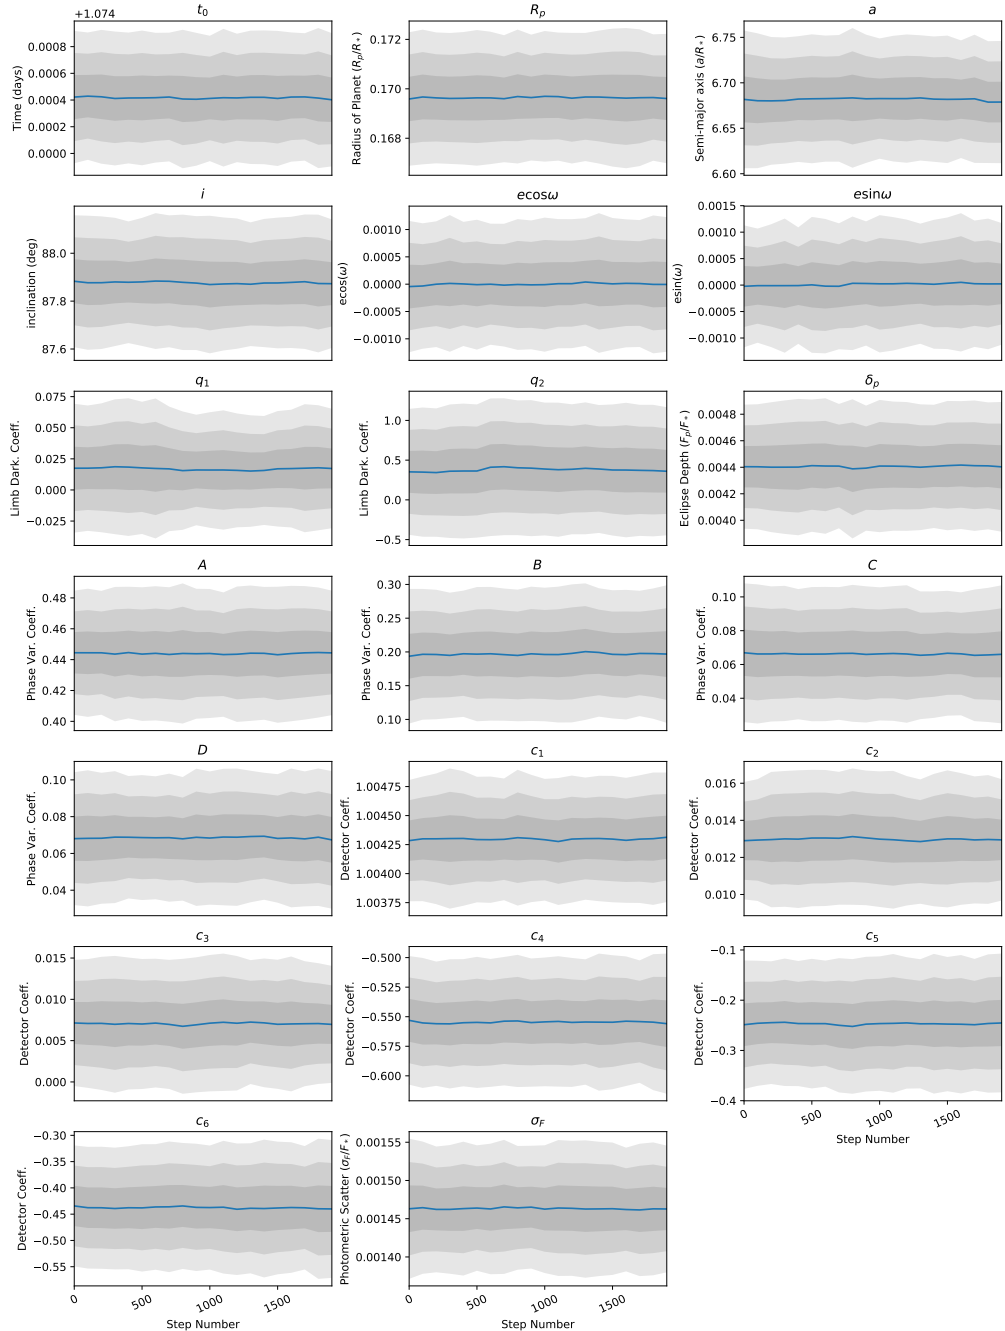 t₀
+1.074
Time (days)
0.0008
0.0006
0.0004
0.0002
0.0000
Rₚ
Radius of Planet (Rₚ/R*)
0.172
0.170
0.168
a
Semi-major axis (a/R*)
6.75
6.70
6.65
6.60
i
inclination (deg)
88.0
87.8
87.6
ecosω
ecos(ω)
0.0010
0.0005
0.0000
−0.0005
−0.0010
esinω
esin(ω)
0.0015
0.0010
0.0005
0.0000
−0.0005
−0.0010
q₁
Limb Dark. Coeff.
0.075
0.050
0.025
0.000
−0.025
q₂
Limb Dark. Coeff.
1.0
0.5
0.0
−0.5
δₚ
Eclipse Depth (Fₚ/F*)
0.0048
0.0046
0.0044
0.0042
0.0040
A
Phase Var. Coeff.
0.48
0.46
0.44
0.42
0.40
B
Phase Var. Coeff.
0.30
0.25
0.20
0.15
0.10
C
Phase Var. Coeff.
0.10
0.08
0.06
0.04
D
Phase Var. Coeff.
0.10
0.08
0.06
0.04
c₁
Detector Coeff.
1.00475
1.00450
1.00425
1.00400
1.00375
c₂
Detector Coeff.
0.016
0.014
0.012
0.010
c₃
Detector Coeff.
0.015
0.010
0.005
0.000
c₄
Detector Coeff.
−0.500
−0.525
−0.550
−0.575
−0.600
c₅
Detector Coeff.
−0.1
−0.2
−0.3
−0.4
0
500
1000
1500
Step Number
c₆
Detector Coeff.
−0.30
−0.35
−0.40
−0.45
−0.50
−0.55
0
500
1000
1500
Step Number
σ_F
Photometric Scatter (σ_F/F*)
0.00155
0.00150
0.00145
0.00140
0
500
1000
1500
Step Number